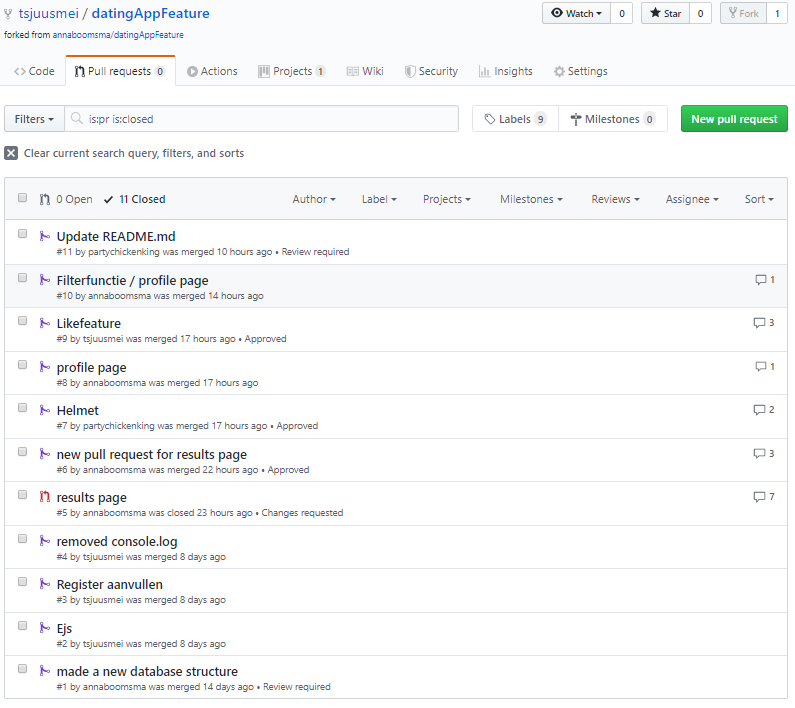 tsjuusmei / datingAppFeature
Watch 0 Star 0 Fork 1
forked from annaboomsma/datingAppFeature
Code Pull requests 0 Actions Projects 1 Wiki Security Insights Settings
Filters is:pr is:closed Labels 9 Milestones 0 New pull request
Clear current search query, filters, and sorts
0 Open 11 Closed Author Label Projects Milestones Reviews Assignee Sort
Update README.md
#11 by partychickenking was merged 10 hours ago • Review required
Filterfunctie / profile page 1
#10 by annaboomsma was merged 14 hours ago
Likefeature 3
#9 by tsjuusmei was merged 17 hours ago • Approved
profile page 1
#8 by annaboomsma was merged 17 hours ago
Helmet 2
#7 by partychickenking was merged 17 hours ago • Approved
new pull request for results page 3
#6 by annaboomsma was merged 22 hours ago • Approved
results page 7
#5 by annaboomsma was closed 23 hours ago • Changes requested
removed console.log
#4 by tsjuusmei was merged 8 days ago
Register aanvullen
#3 by tsjuusmei was merged 8 days ago
Ejs
#2 by tsjuusmei was merged 8 days ago
made a new database structure
#1 by annaboomsma was merged 14 days ago • Review required